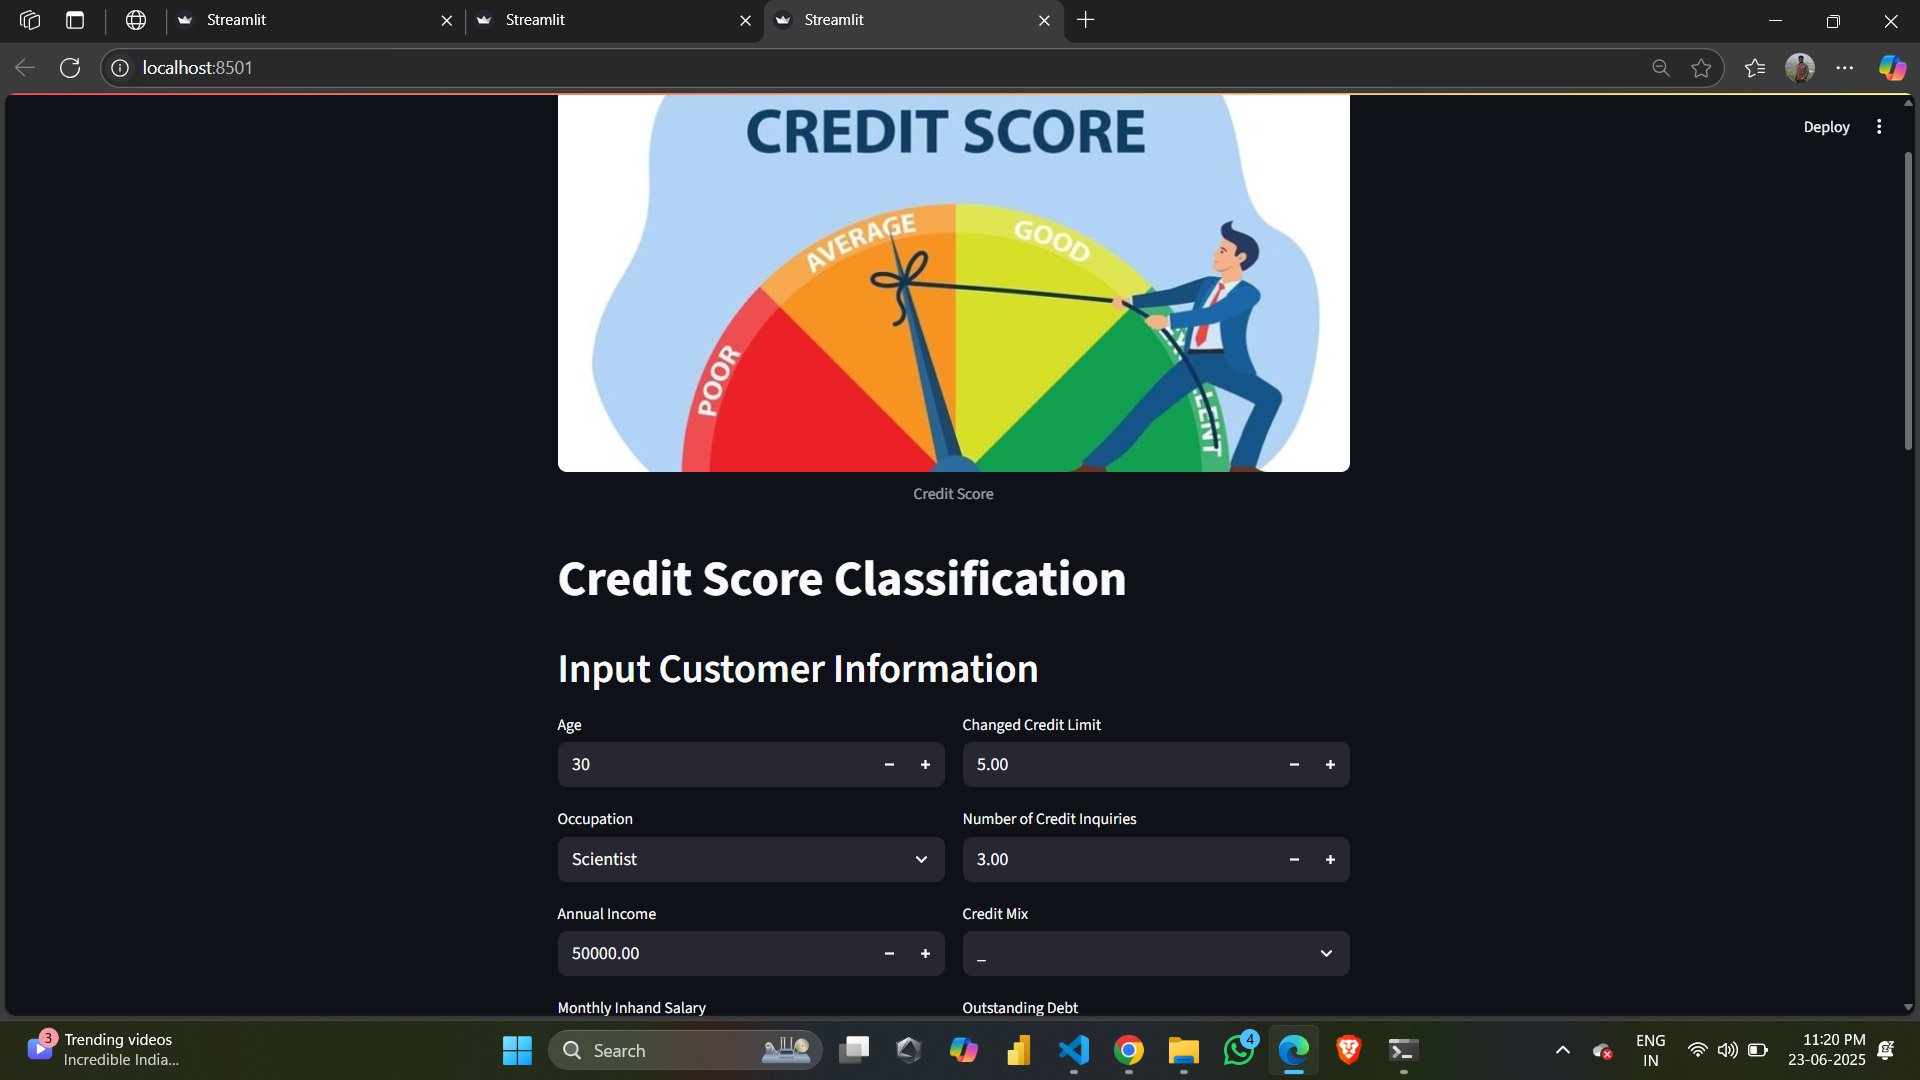 Streamlit
Streamlit
Streamlit
localhost:8501
Deploy
CREDIT SCORE
POOR
AVERAGE
GOOD
Credit Score
Credit Score Classification
Input Customer Information
Age
Changed Credit Limit
30
5.00
Occupation
Number of Credit Inquiries
Scientist
3.00
Annual Income
Credit Mix
50000.00
_
Monthly Inhand Salary
Outstanding Debt
3
Trending videos
Incredible India...
Search
4
ENG
IN
11:20 PM
23-06-2025